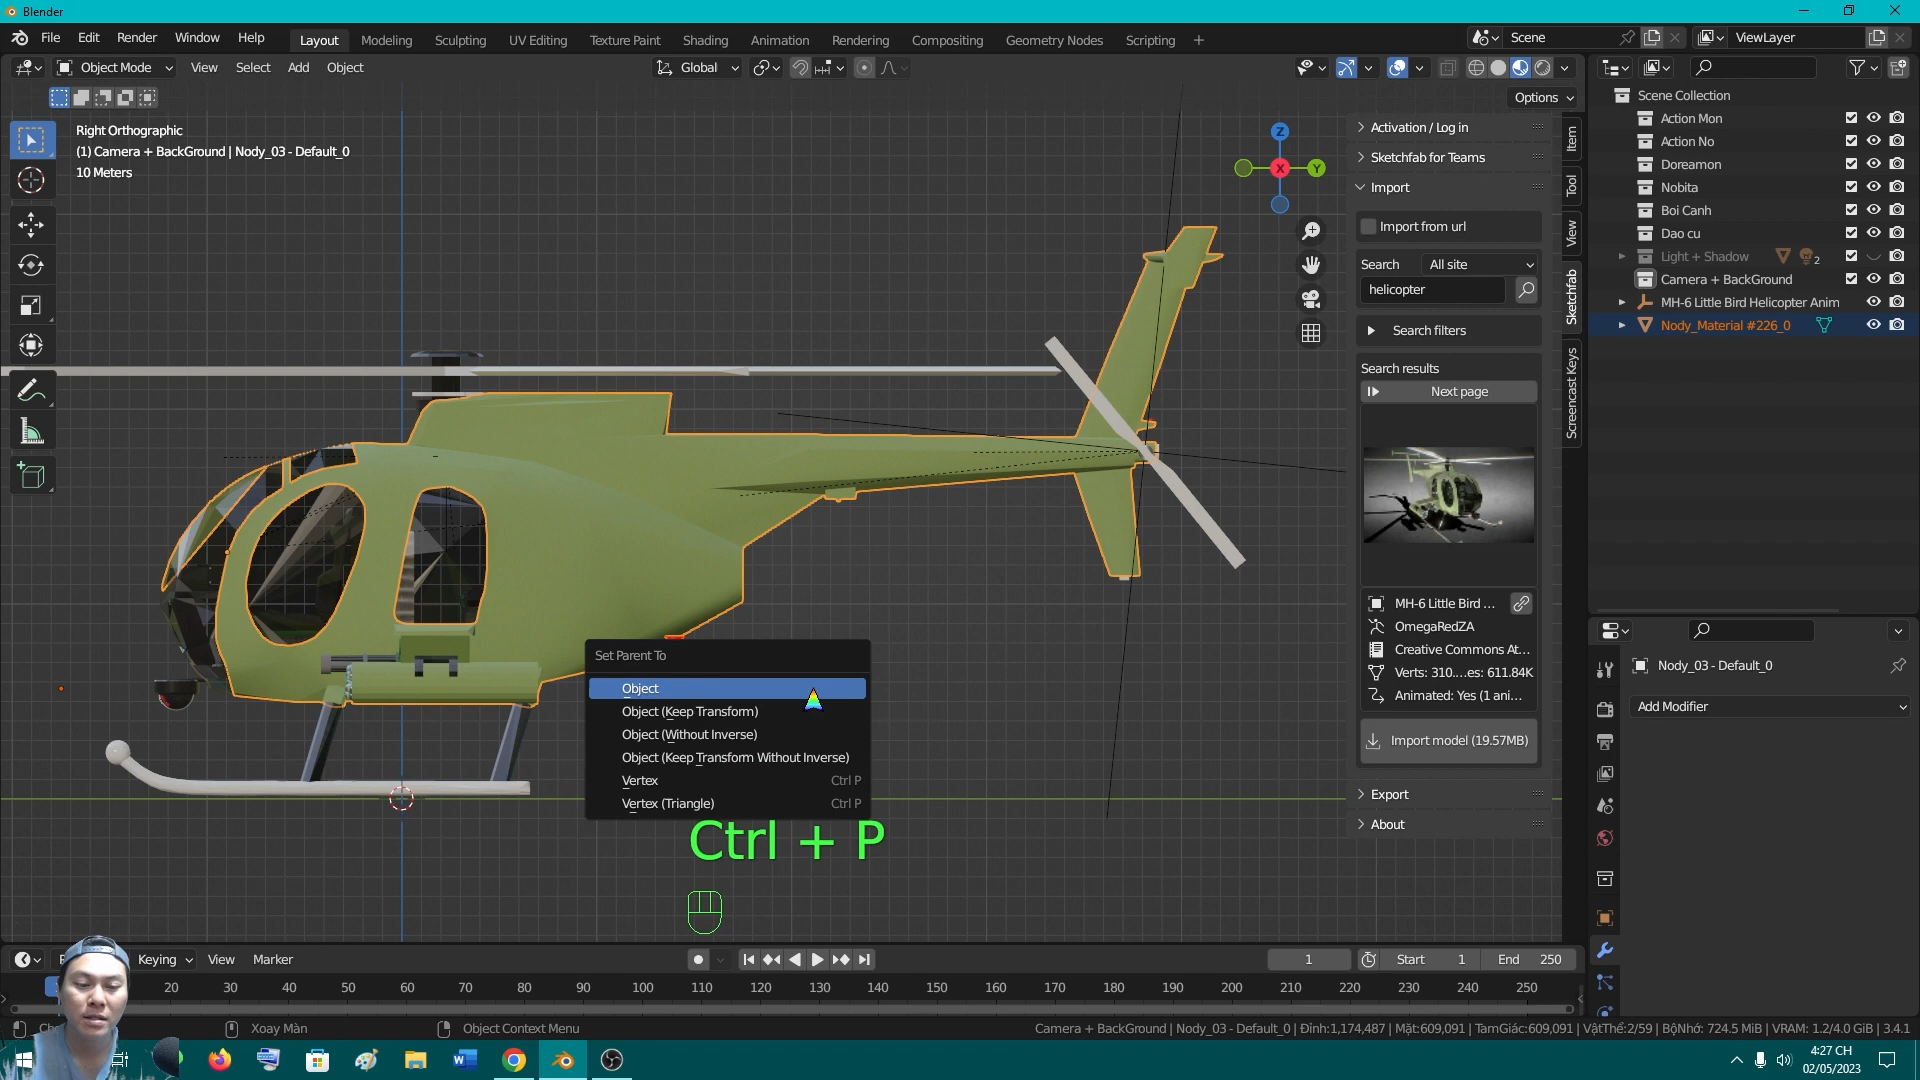 Blender
File Edit Render Window Help
Layout Modeling Sculpting UV Editing Texture Paint Shading Animation Rendering Compositing Geometry Nodes Scripting +
Scene
ViewLayer
Object Mode View Select Add Object
Global
Options
Right Orthographic
(1) Camera + BackGround | Nody_03 - Default_0
10 Meters
Z
X
Y
Activation / Log in
Sketchfab for Teams
Import
Import from url
Search All site
helicopter
Search filters
Search results
Next page
MH-6 Little Bird ...
OmegaRedZA
Creative Commons At...
Verts: 310....es: 611.84K
Animated: Yes (1 ani...
Import model (19.57MB)
Export
About
Item
Tool
View
Sketchfab
Screencast Keys
Scene Collection
Action Mon
Action No
Doreamon
Nobita
Boi Canh
Dao cu
Light + Shadow 2
Camera + BackGround
MH-6 Little Bird Helicopter Anim
Nody_Material #226_0
Nody_03 - Default_0
Add Modifier
Set Parent To
Object
Object (Keep Transform)
Object (Without Inverse)
Object (Keep Transform Without Inverse)
Vertex Ctrl P
Vertex (Triangle) Ctrl P
Ctrl + P
Keying View Marker
1 Start 1 End 250
20 30 40 50 60 70 80 90 100 110 120 130 140 150 160 170 180 190 200 210 220 230 240 250
Xoay Màn
Object Context Menu
Camera + BackGround | Nody_03 - Default_0 | Đỉnh:1,174,487 | Mặt:609,091 | TamGiác:609,091 | VậtThể:2/59 | BộNhớ: 724.5 MiB | VRAM: 1.2/4.0 GiB | 3.4.1
4:27 CH
02/05/2023